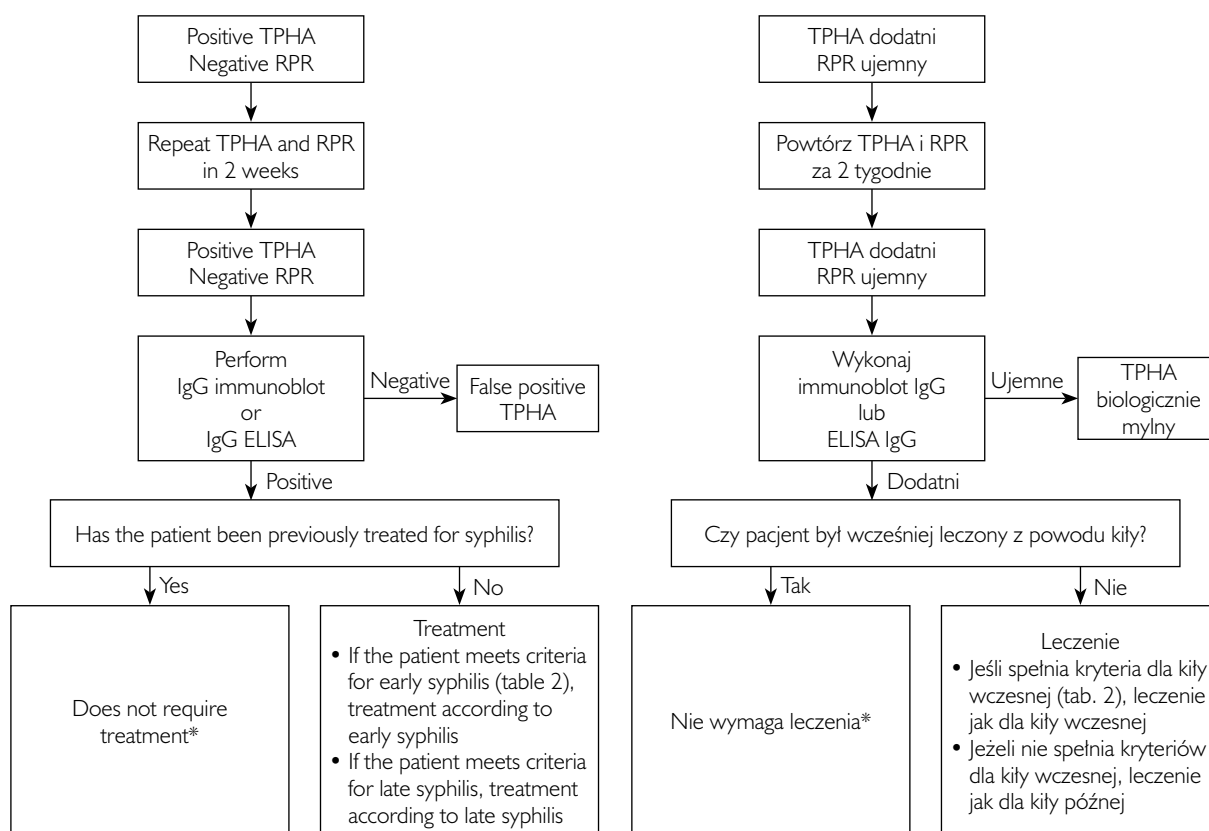 Positive TPHA
Negative RPR
Repeat TPHA and RPR
in 2 weeks
Positive TPHA
Negative RPR
Perform
IgG immunoblot
or
IgG ELISA
Negative
False positive
TPHA
Positive
Has the patient been previously treated for syphilis?
Yes
No
Does not require
treatment*
Treatment
• If the patient meets criteria
for early syphilis (table 2),
treatment according to
early syphilis
• If the patient meets criteria
for late syphilis, treatment
according to late syphilis
TPHA dodatni
RPR ujemny
Powtórz TPHA i RPR
za 2 tygodnie
TPHA dodatni
RPR ujemny
Wykonaj
immunoblot IgG
lub
ELISA IgG
Ujemne
TPHA
biologicznie
mylny
Dodatni
Czy pacjent był wcześniej leczony z powodu kiły?
Tak
Nie
Nie wymaga leczenia*
Leczenie
• Jeśli spełnia kryteria dla kiły
wczesnej (tab. 2), leczenie
jak dla kiły wczesnej
• Jeżeli nie spełnia kryteriów
dla kiły wczesnej, leczenie
jak dla kiły późnej